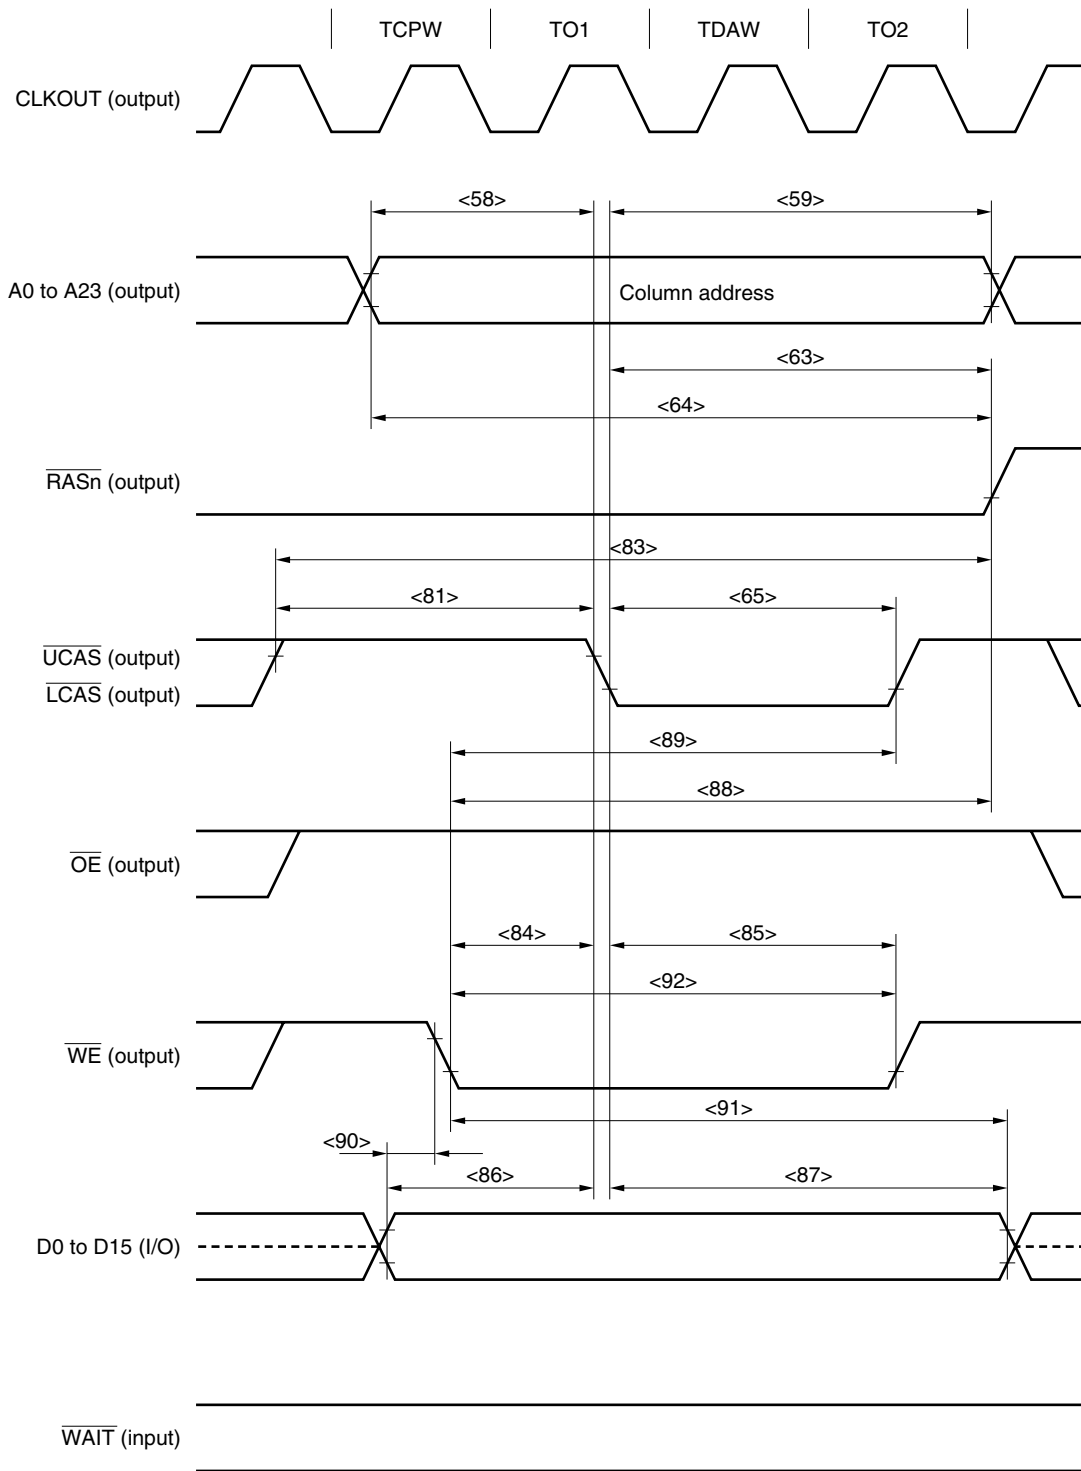 TCPW TO1 TDAW TO2
CLKOUT (output)
<58> <59>
A0 to A23 (output)
Column address
<63>
<64>
RASn (output)
<83>
<81> <65>
UCAS (output)
LCAS (output)
<89>
<88>
OE (output)
<84> <85>
<92>
WE (output)
<91>
<90>
<86> <87>
D0 to D15 (I/O)
WAIT (input)